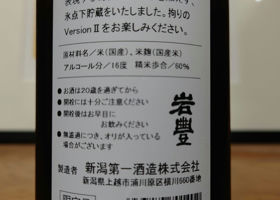 氷点下貯蔵をいたしました。拘りの
VersionⅡをお楽しみください。
原材料名／米（国産）、米麹（国産米）
アルコール分／16度 精米歩合／60%
●お酒は20歳を過ぎてから
●開栓には十分ご注意ください
●開栓後はお早目に
お飲みください
●無濾過につき、オリが入っている
場合がございますが
岩豊
製造者 新潟第一酒造株式会社
新潟県上越市浦川原区横川660番地